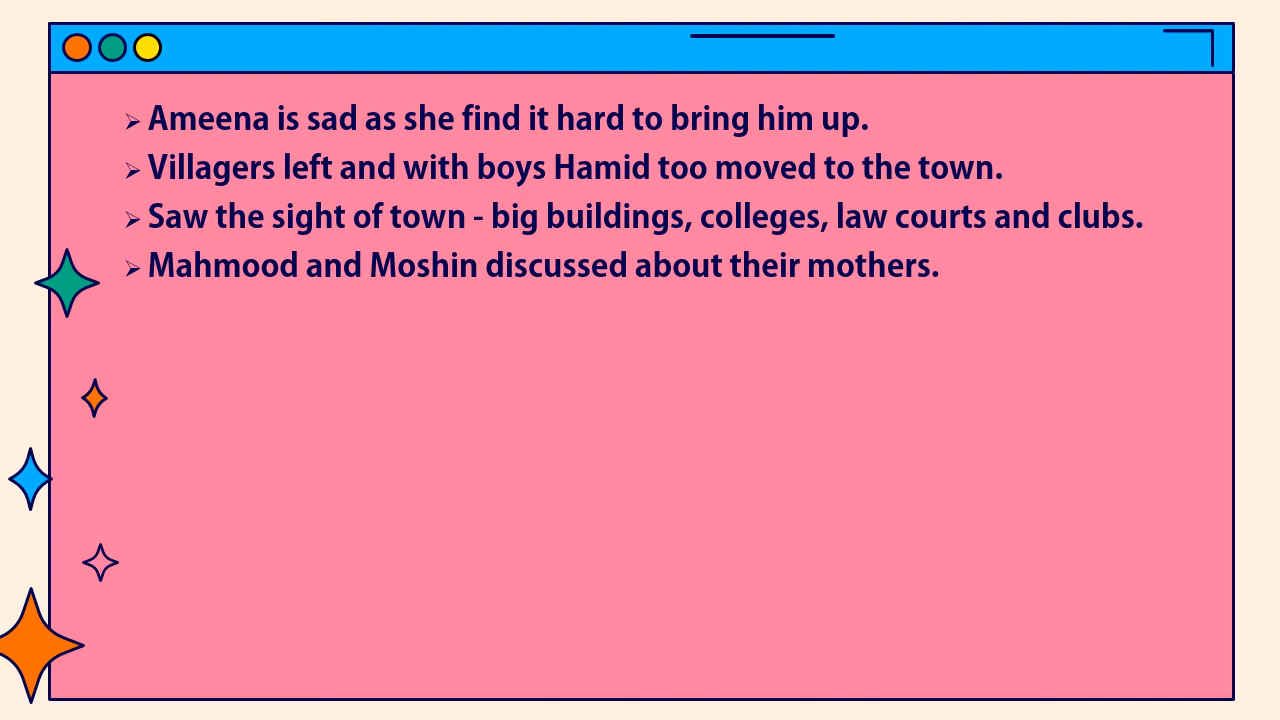 ➢ Ameena is sad as she find it hard to bring him up.
➢ Villagers left and with boys Hamid too moved to the town.
➢ Saw the sight of town - big buildings, colleges, law courts and clubs.
➢ Mahmood and Moshin discussed about their mothers.